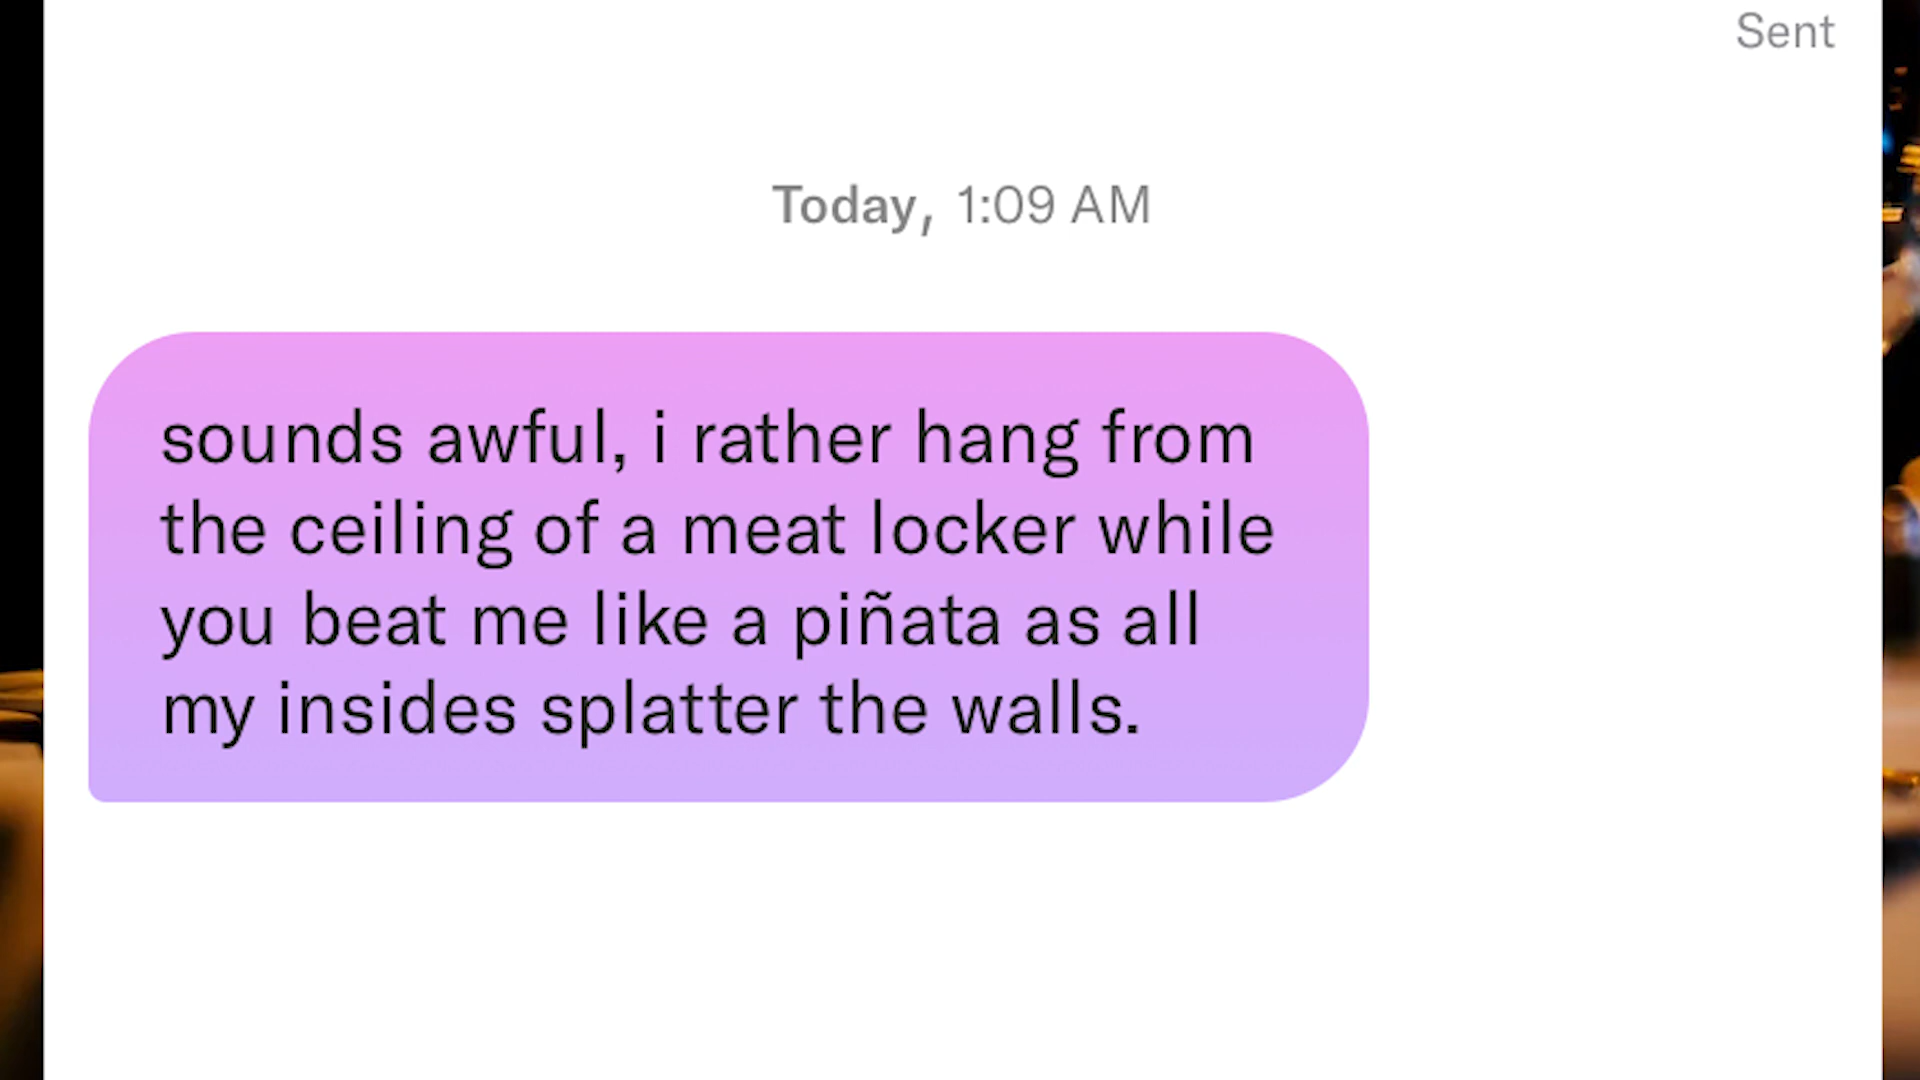 Sent
Today, 1:09 AM
sounds awful, i rather hang from
the ceiling of a meat locker while
you beat me like a piñata as all
my insides splatter the walls.